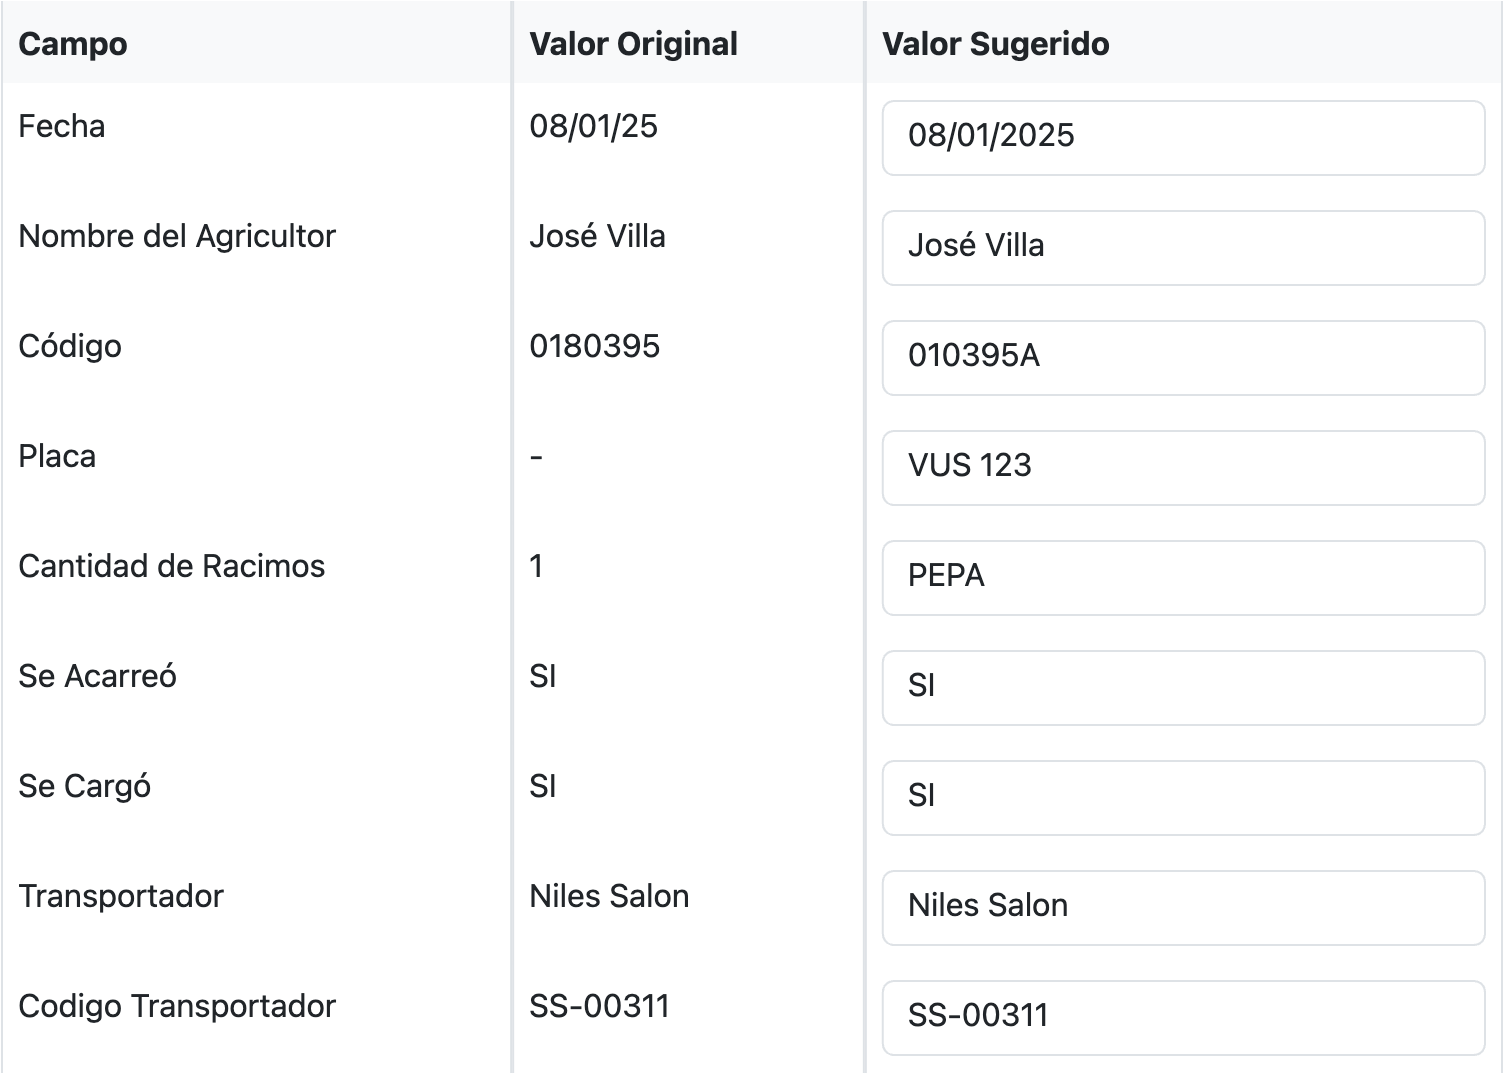 Campo Valor Original Valor Sugerido
Fecha 08/01/25 08/01/2025
Nombre del Agricultor José Villa José Villa
Código 0180395 010395A
Placa - VUS 123
Cantidad de Racimos 1 PEPA
Se Acarreó SI SI
Se Cargó SI SI
Transportador Niles Salon Niles Salon
Codigo Transportador SS-00311 SS-00311